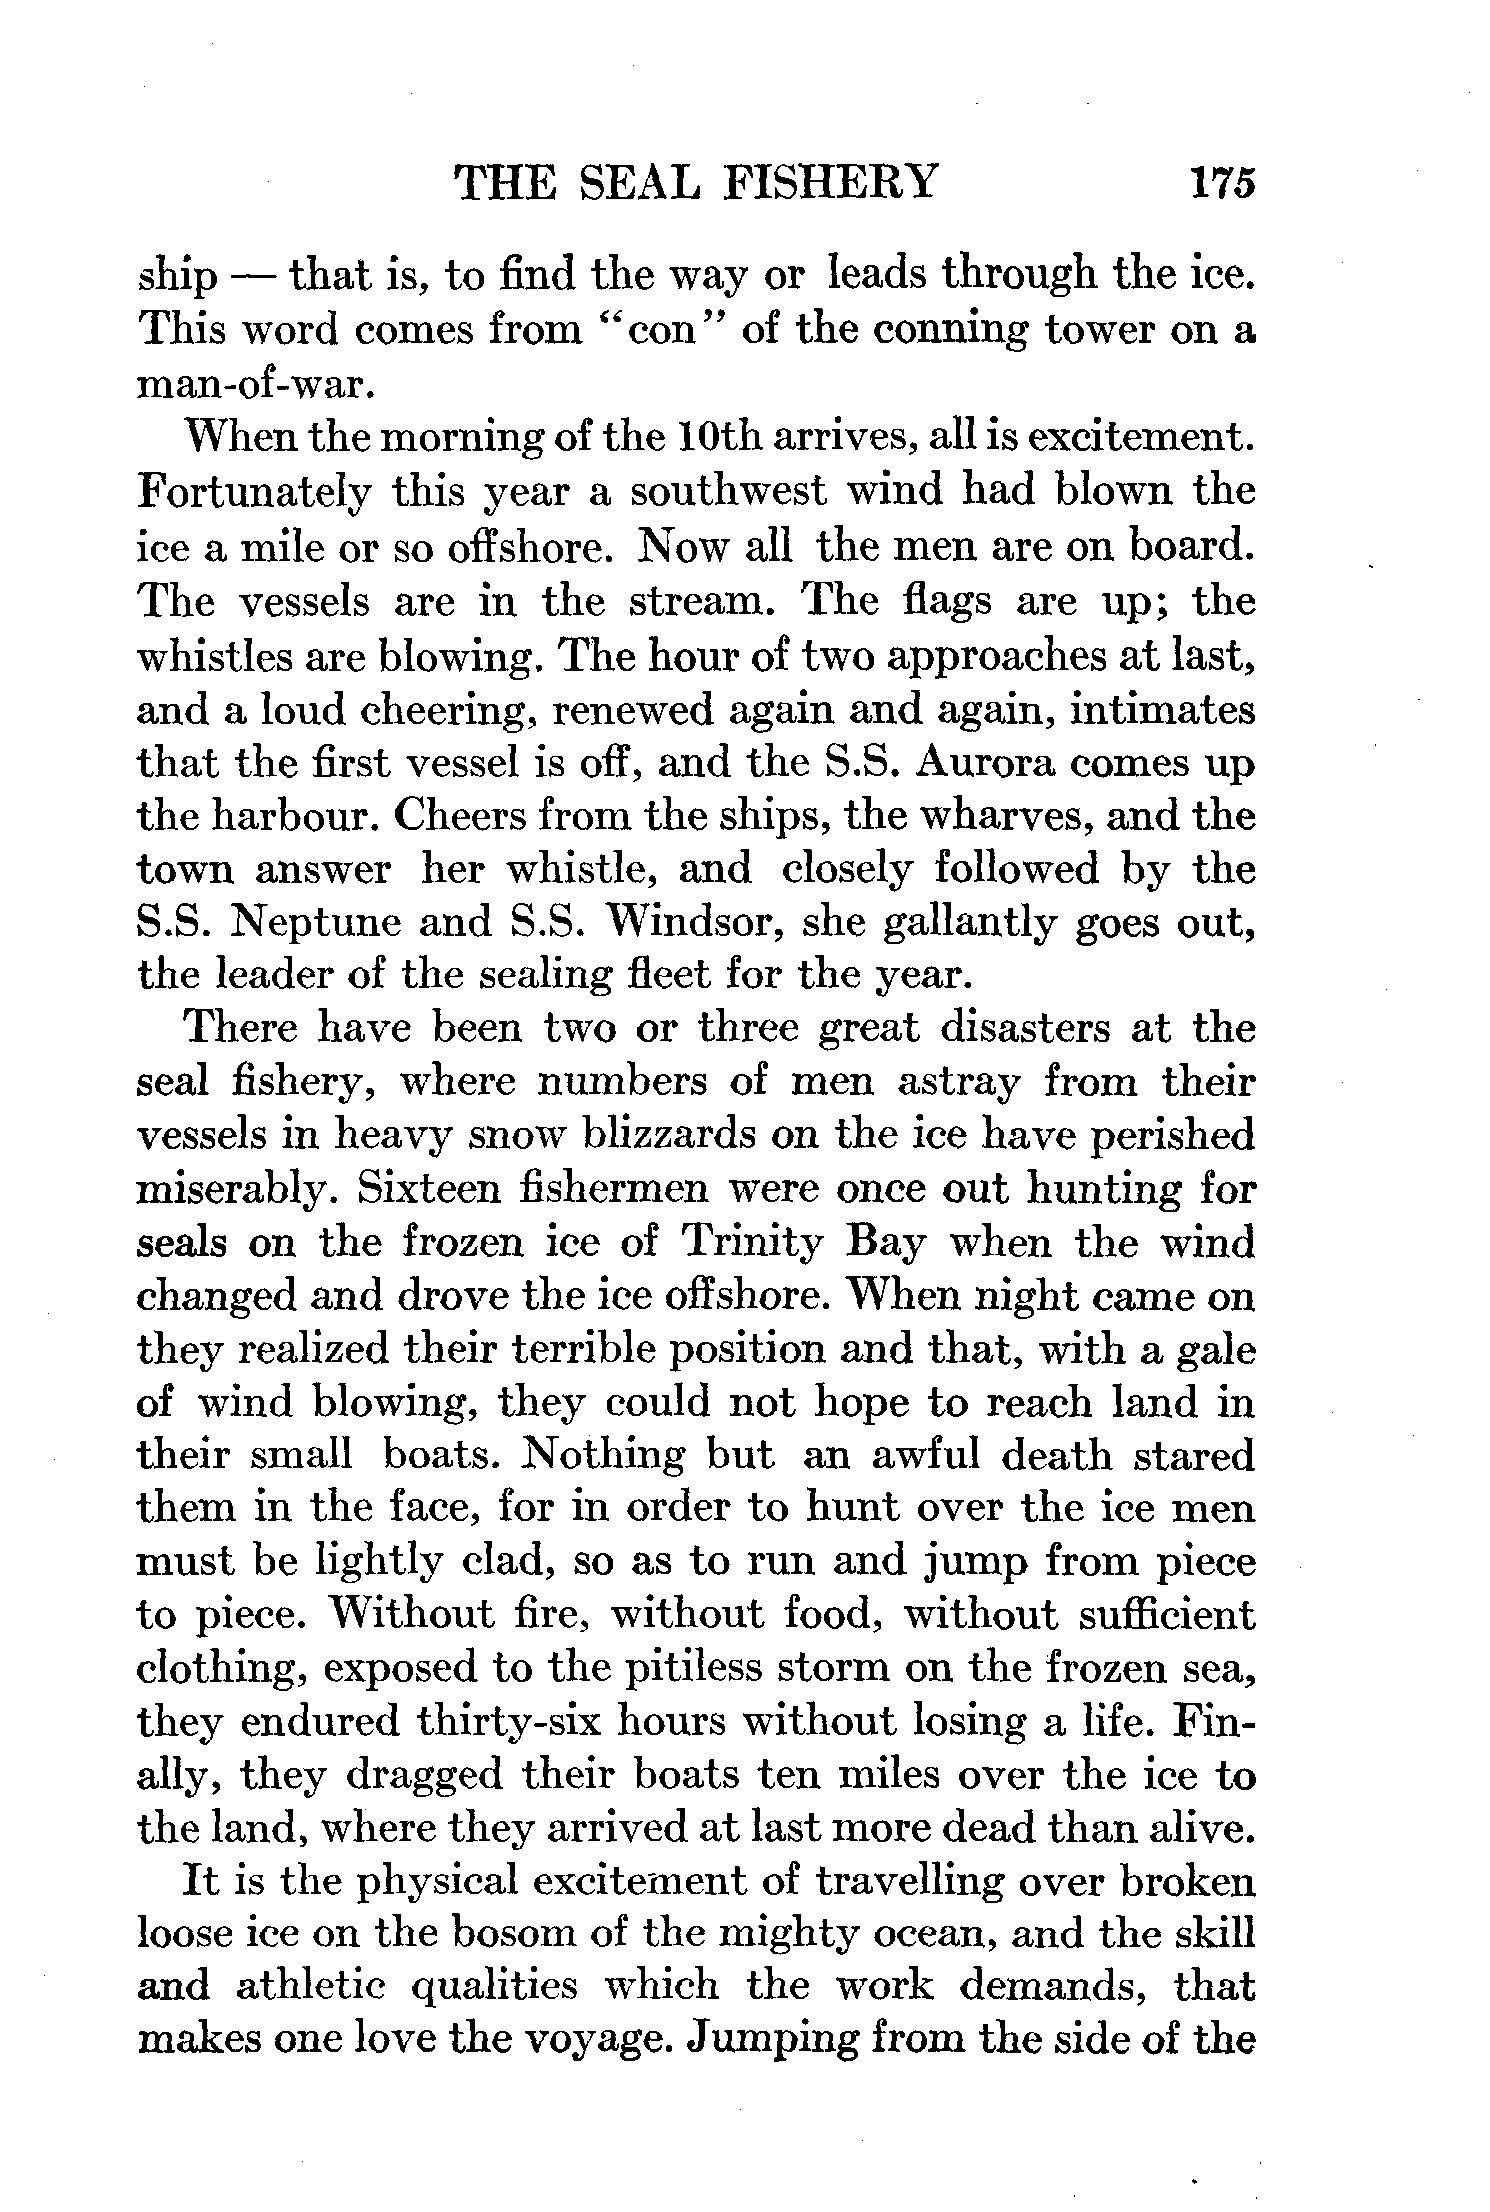 THE SEAL FISHERY 175
ship — that is, to find the way or leads through the ice.
This word comes from “con” of the conning tower on a
man-of-war.
When the morning of the 10th arrives, all is excitement.
Fortunately this year a southwest wind had blown the
ice a mile or so offshore. Now all the men are on board.
The vessels are in the stream. The flags are up; the
whistles are blowing. The hour of two approaches at last,
and a loud cheering, renewed again and again, intimates
that the first vessel is off, and the S.S. Aurora comes up
the harbour. Cheers from the ships, the wharves, and the
town answer her whistle, and closely followed by the
S.S. Neptune and S.S. Windsor, she gallantly goes out,
the leader of the sealing fleet for the year.
There have been two or three great disasters at the
seal fishery, where numbers of men astray from their
vessels in heavy snow blizzards on the ice have perished
miserably. Sixteen fishermen were once out hunting for
seals on the frozen ice of Trinity Bay when the wind
changed and drove the ice offshore. When night came on
they realized their terrible position and that, with a gale
of wind blowing, they could not hope to reach land in
their small boats. Nothing but an awful death stared
them in the face, for in order to hunt over the ice men
must be lightly clad, so as to run and jump from piece
to piece. Without fire, without food, without sufficient
clothing, exposed to the pitiless storm on the frozen sea,
they endured thirty-six hours without losing a life. Fin-
ally, they dragged their boats ten miles over the ice to
the land, where they arrived at last more dead than alive.
It is the physical excitement of travelling over broken
loose ice on the bosom of the mighty ocean, and the skill
and athletic qualities which the work demands, that
makes one love the voyage. Jumping from the side of the